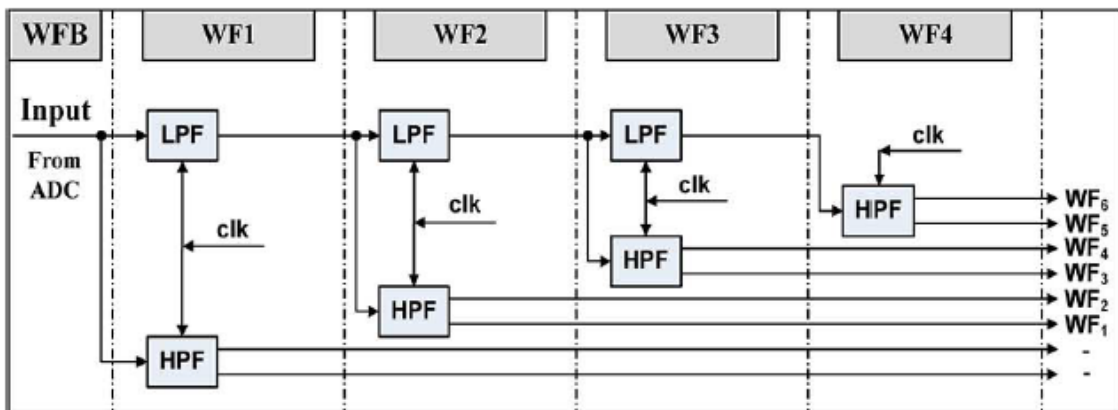 WFB WF1 WF2 WF3 WF4
Input
From
ADC
LPF LPF LPF
clk
HPF
clk
clk
clk
HPF
HPF
HPF
WF6
WF5
WF4
WF3
WF2
WF1
-
-